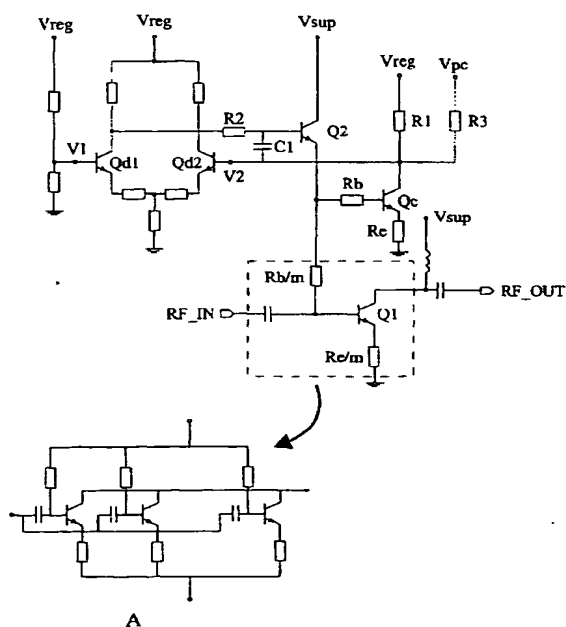 Vsup
Vreg
Vreg
Vreg
Vpc
R2
Q2
R1
R3
V1
C1
Qd1
Qd2
V2
Rb
Qc
Re
Vsup
Rb/m
RF_IN
Q1
RF_OUT
Re/m
A